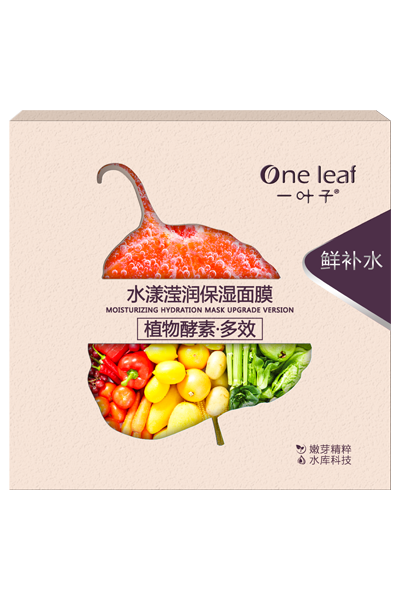 One leaf
一叶子®
鲜补水
水漾滢润保湿面膜
MOISTURIZING HYDRATION MASK UPGRADE VERSION
植物酵素·多效
嫩芽精粹
水库科技